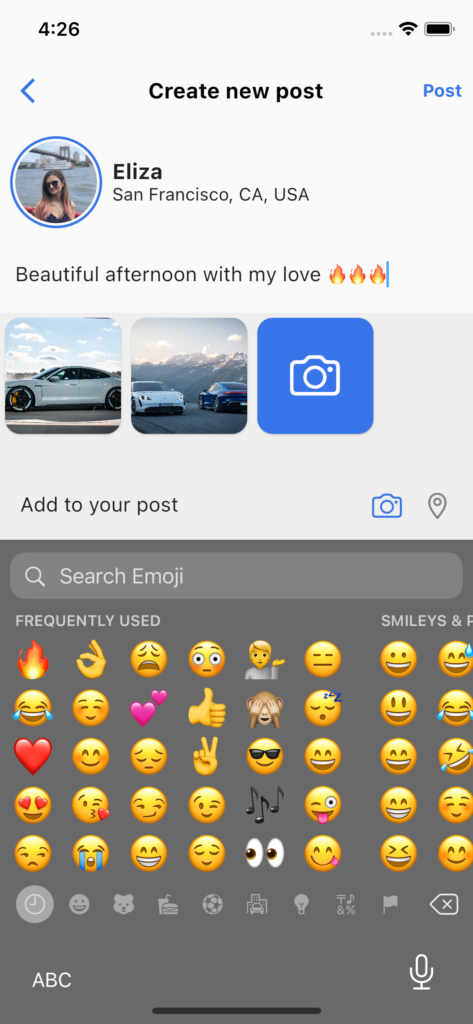 4:26
Create new post
Post
Eliza
San Francisco, CA, USA
Beautiful afternoon with my love 🔥🔥🔥
Add to your post
Search Emoji
FREQUENTLY USED
SMILEYS & P
ABC